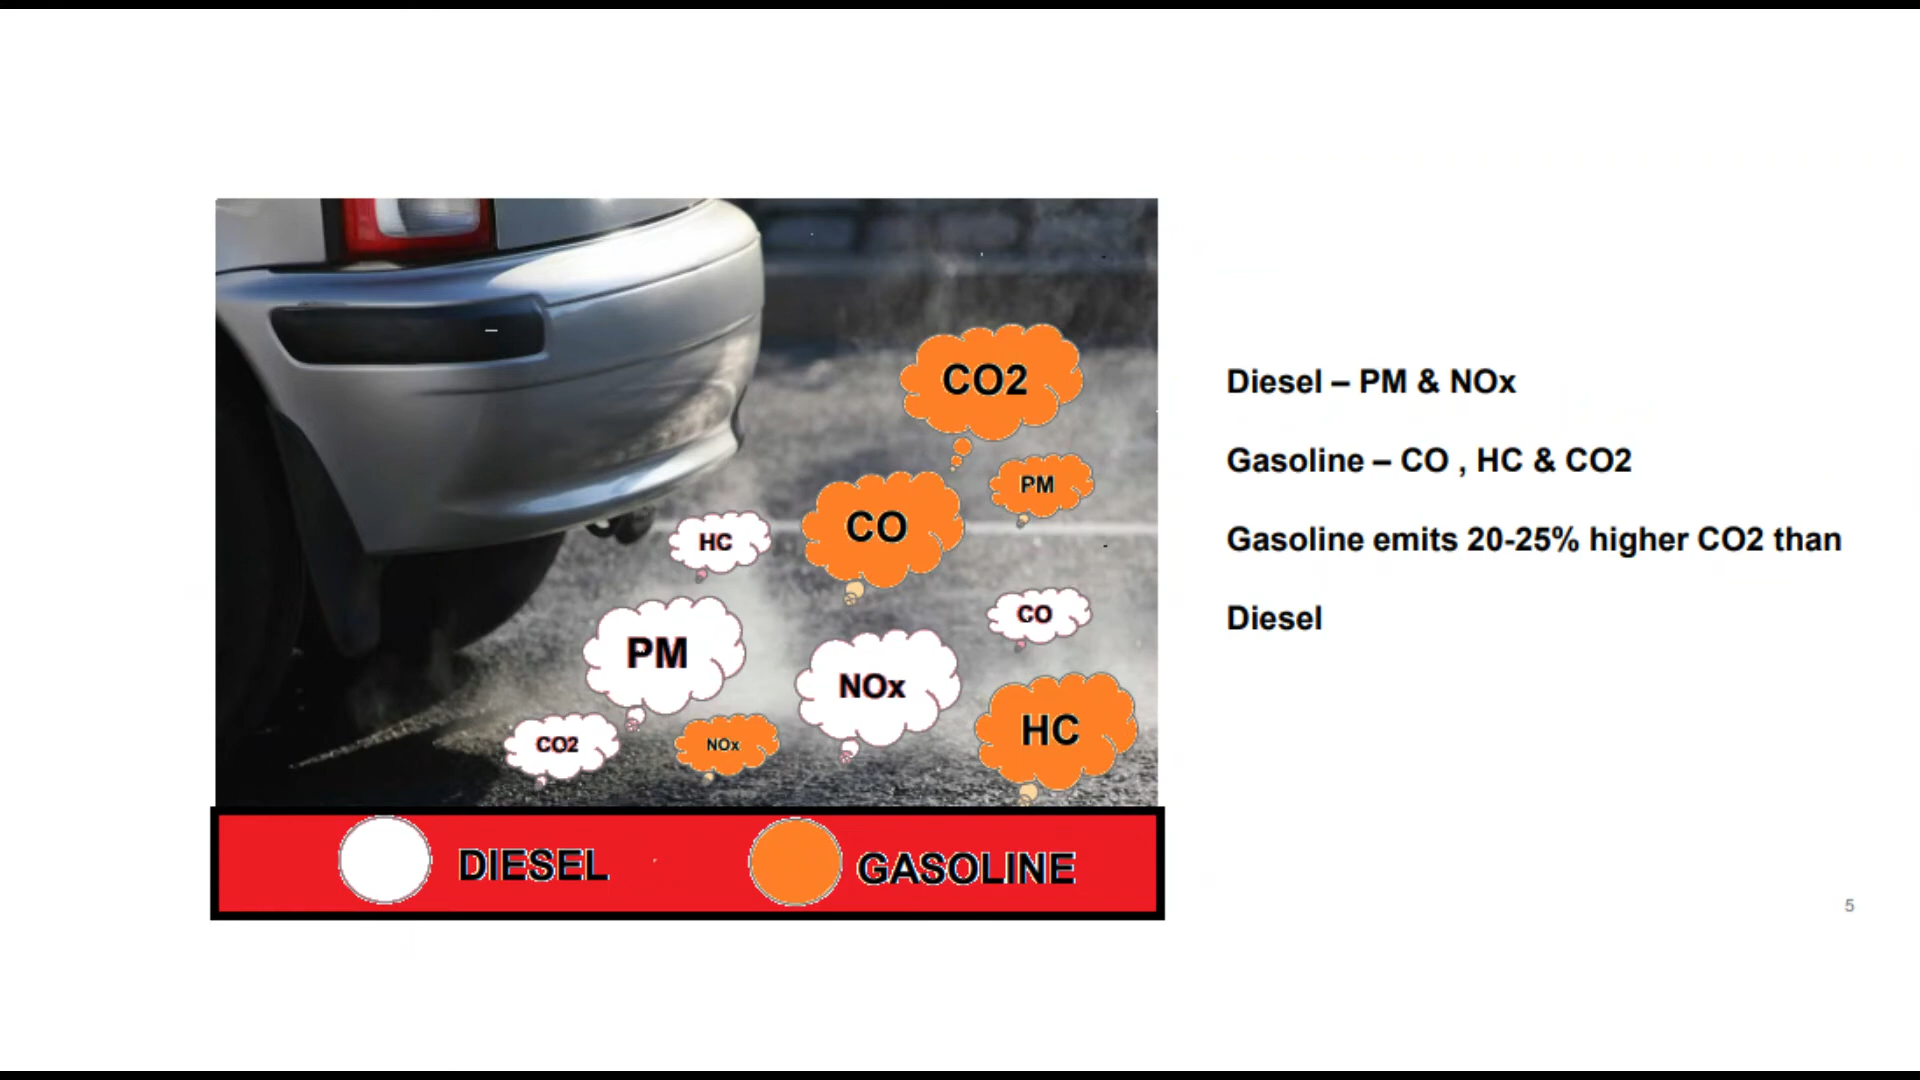 CO2
PM
CO
HC
CO
PM
NOx
HC
CO2
NOx
DIESEL
GASOLINE
Diesel – PM & NOx
Gasoline – CO , HC & CO2
Gasoline emits 20-25% higher CO2 than
Diesel
5